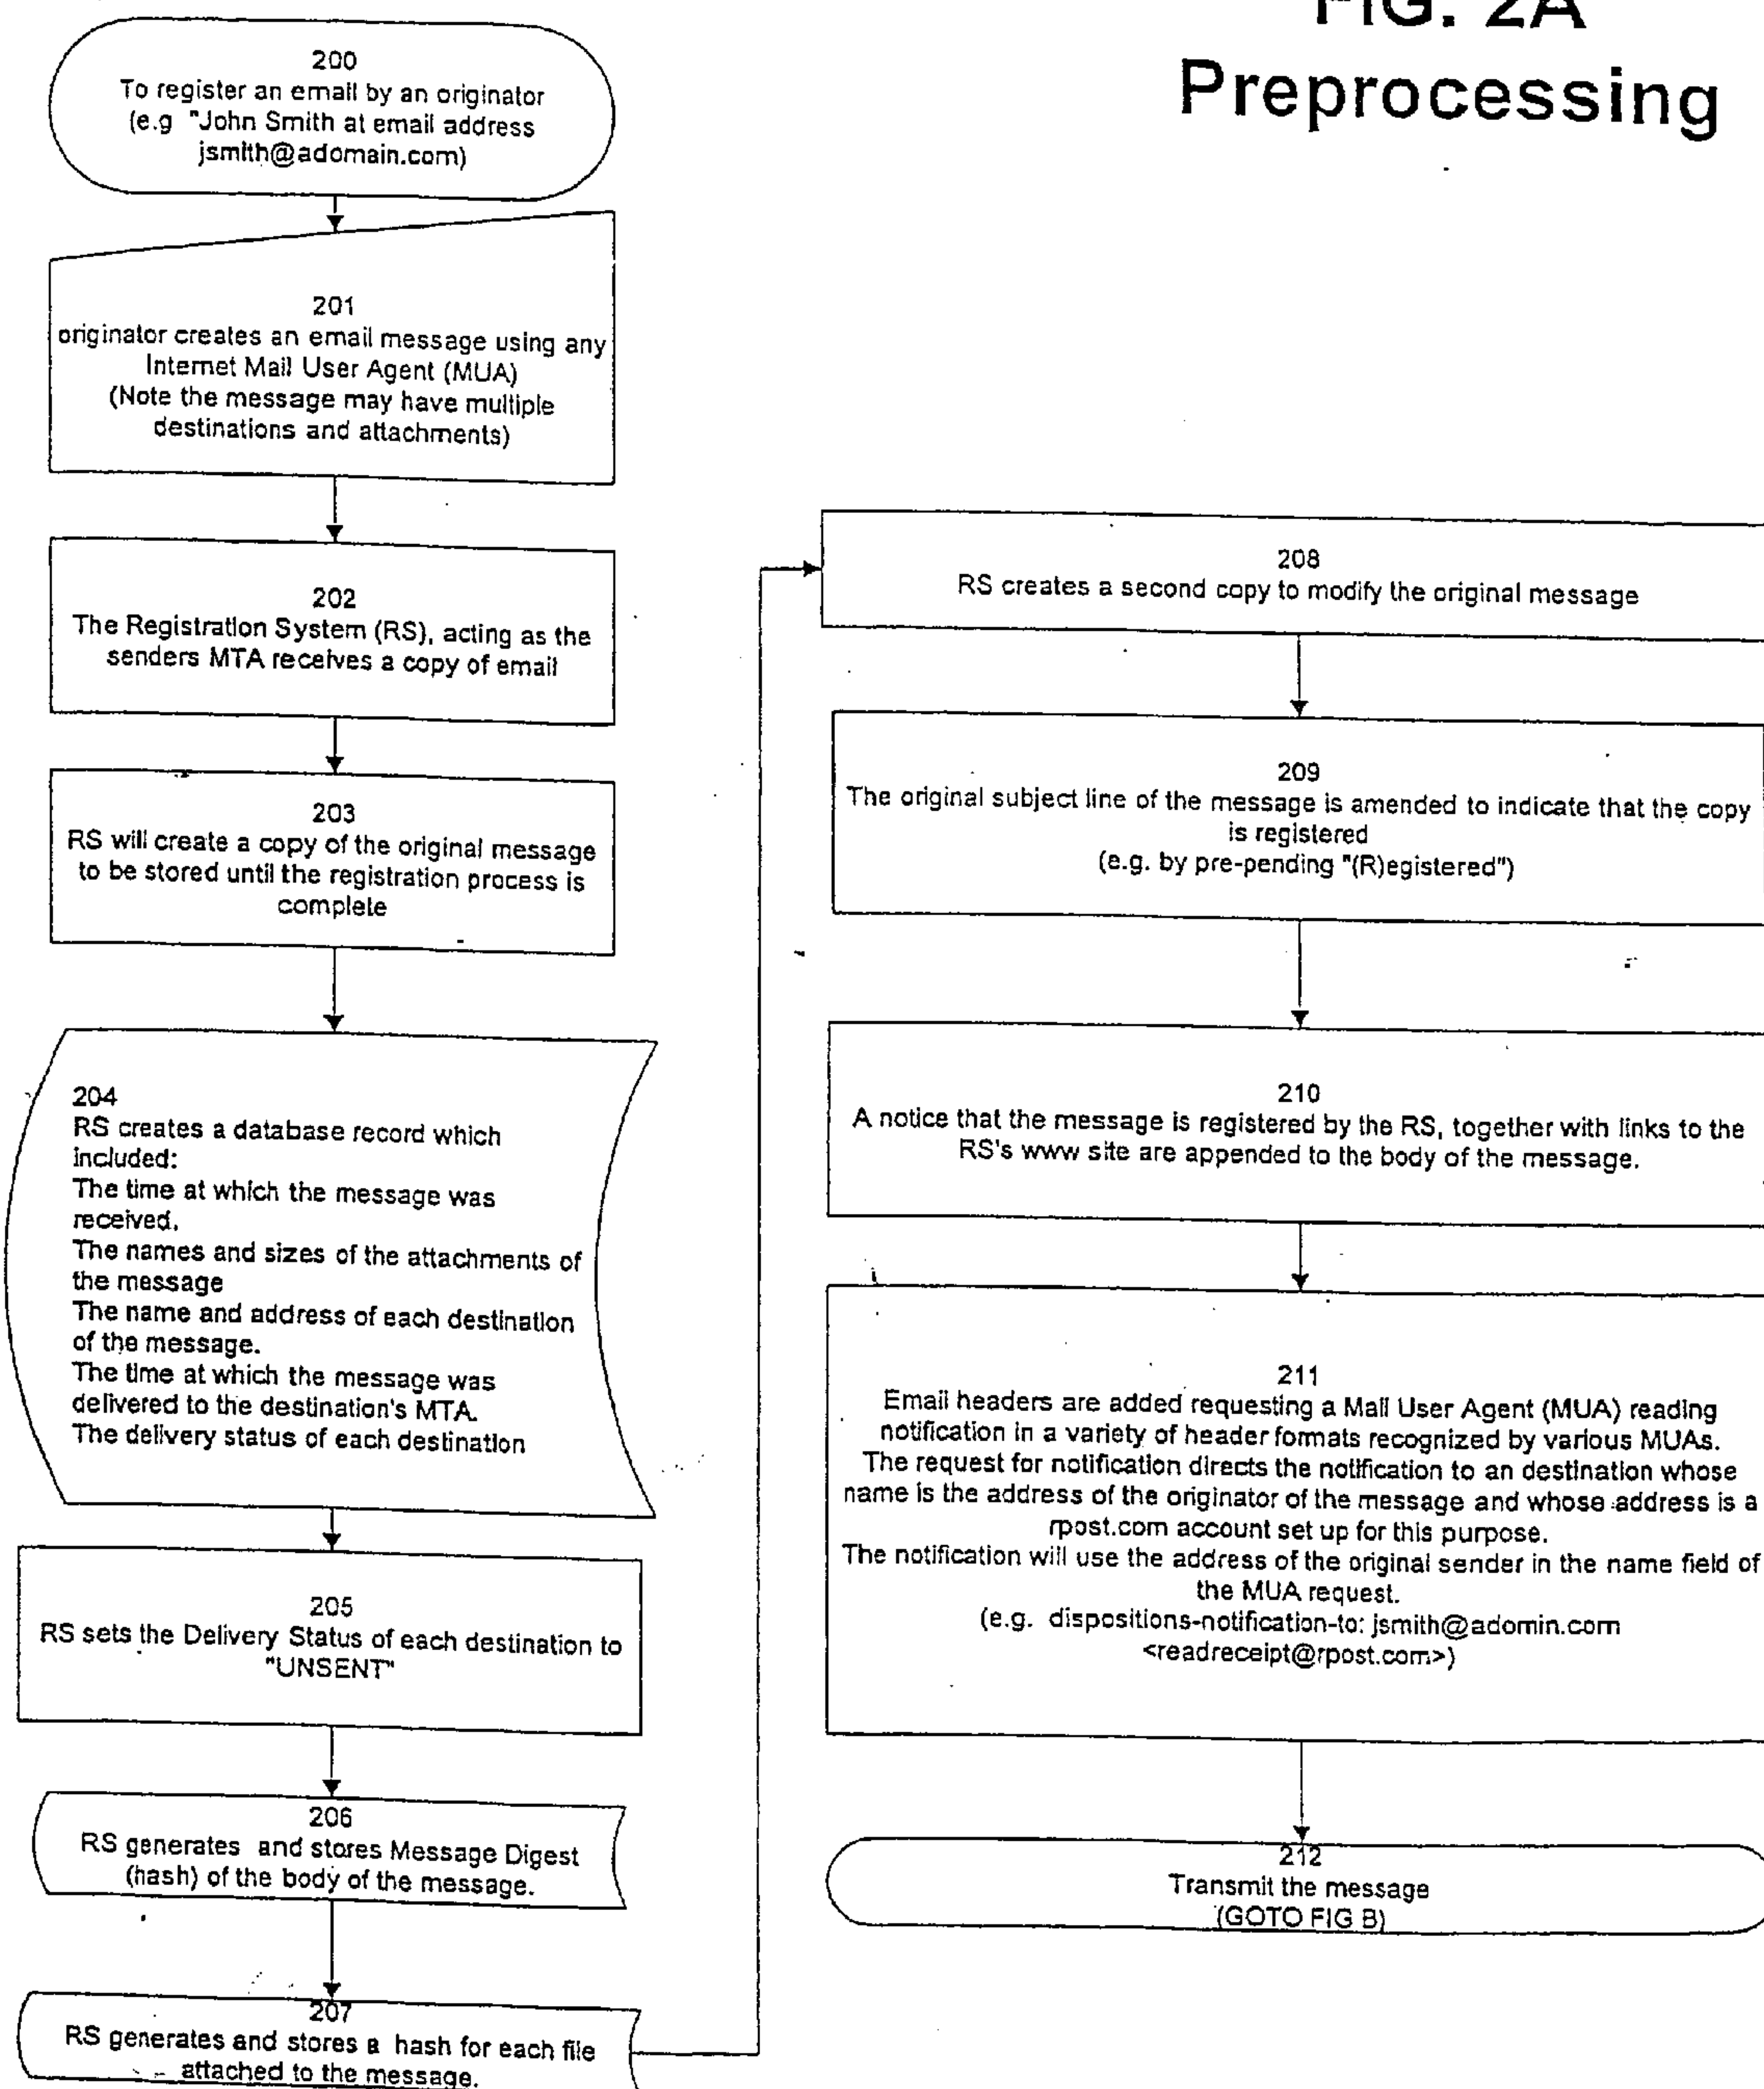 FIG. 2A
Preprocessing
200
To register an email by an originator
(e.g "John Smith at email address
jsmith@adomain.com)
201
originator creates an email message using any
Internet Mail User Agent (MUA)
(Note the message may have multiple
destinations and attachments)
202
The Registration System (RS), acting as the
senders MTA receives a copy of email
203
RS will create a copy of the original message
to be stored until the registration process is
complete
204
RS creates a database record which
included:
The time at which the message was
received.
The names and sizes of the attachments of
the message
The name and address of each destination
of the message.
The time at which the message was
delivered to the destination's MTA.
The delivery status of each destination
205
RS sets the Delivery Status of each destination to
"UNSENT"
206
RS generates and stores Message Digest
(hash) of the body of the message.
207
RS generates and stores a hash for each file
attached to the message.
208
RS creates a second copy to modify the original message
209
The original subject line of the message is amended to indicate that the copy
is registered
(e.g. by pre-pending "(R)egistered")
210
A notice that the message is registered by the RS, together with links to the
RS's www site are appended to the body of the message.
211
Email headers are added requesting a Mail User Agent (MUA) reading
notification in a variety of header formats recognized by various MUAs.
The request for notification directs the notification to an destination whose
name is the address of the originator of the message and whose address is a
rpost.com account set up for this purpose.
The notification will use the address of the original sender in the name field of
the MUA request.
(e.g. dispositions-notification-to: jsmith@adomin.com
<readreceipt@rpost.com>)
212
Transmit the message
(GOTO FIG B)